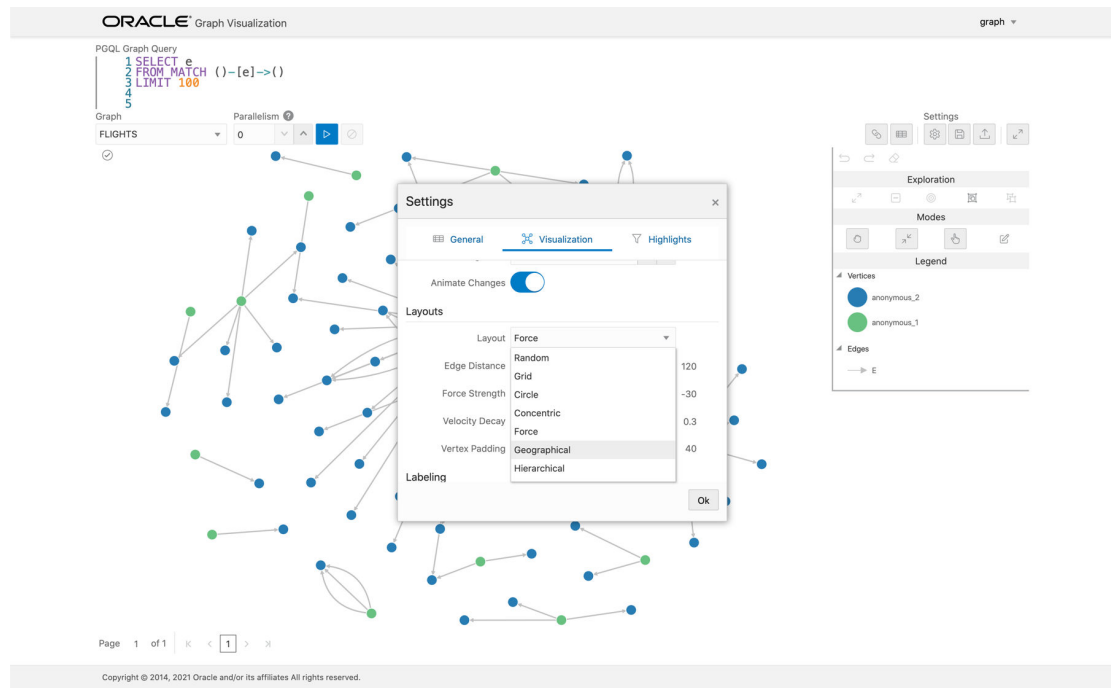 ORACLE Graph Visualization
graph
PGQL Graph Query
1 SELECT e
2 FROM MATCH ()-[e]->()
3 LIMIT 100
4
5
Graph
Parallelism ?
Settings
FLIGHTS
0
Exploration
Modes
Legend
Vertices
anonymous_2
anonymous_1
Edges
E
Settings
×
General
Visualization
Highlights
Animate Changes
Layouts
Layout Force
Random
Grid
Circle
Concentric
Force
Geographical
Hierarchical
Edge Distance 120
Force Strength -30
Velocity Decay 0.3
Vertex Padding 40
Labeling
Ok
Page 1 of 1 K < 1 > >|
Copyright © 2014, 2021 Oracle and/or its affiliates All rights reserved.